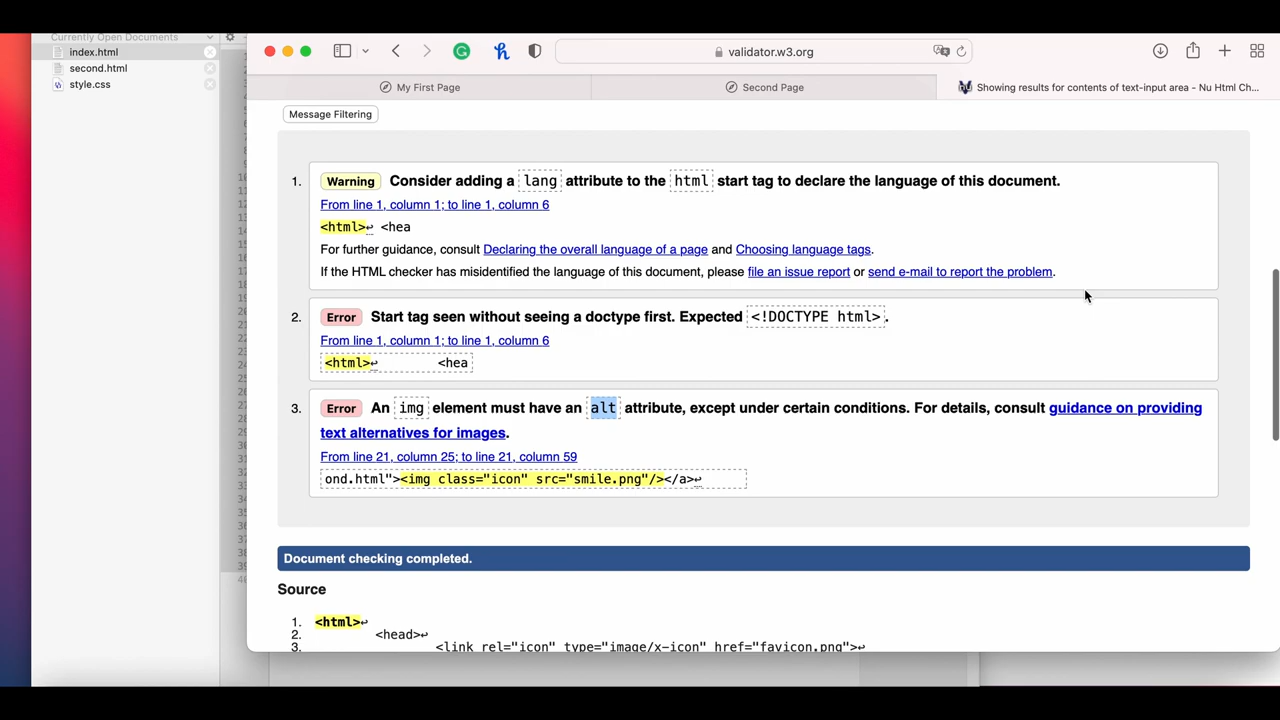 Currently Open Documents
index.html
second.html
style.css
validator.w3.org
My First Page
Second Page
Showing results for contents of text-input area - Nu Html Ch...
Message Filtering
1. Warning Consider adding a lang attribute to the html start tag to declare the language of this document.
From line 1, column 1; to line 1, column 6
<html>↩ <hea
For further guidance, consult Declaring the overall language of a page and Choosing language tags.
If the HTML checker has misidentified the language of this document, please file an issue report or send e-mail to report the problem.
2. Error Start tag seen without seeing a doctype first. Expected <!DOCTYPE html>.
From line 1, column 1; to line 1, column 6
<html>↩ <hea
3. Error An img element must have an alt attribute, except under certain conditions. For details, consult guidance on providing
text alternatives for images.
From line 21, column 25; to line 21, column 59
ond.html"><img class="icon" src="smile.png"/></a>↩
Document checking completed.
Source
1. <html>↩
2. <head>↩
3. <link rel="icon" type="image/x-icon" href="favicon.png">↩